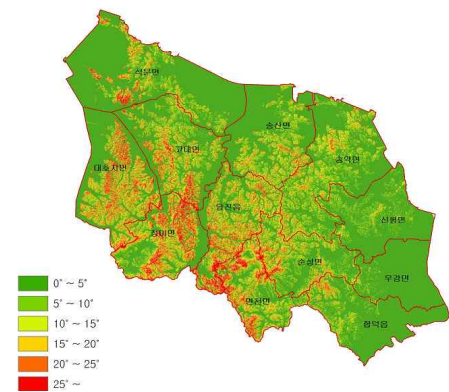 석문면
송산면
고대면
송악면
대호지면
당진읍
신평면
정미면
순성면
우강면
면천면
합덕읍
0° ~ 5°
5° ~ 10°
10° ~ 15°
15° ~ 20°
20° ~ 25°
25° ~